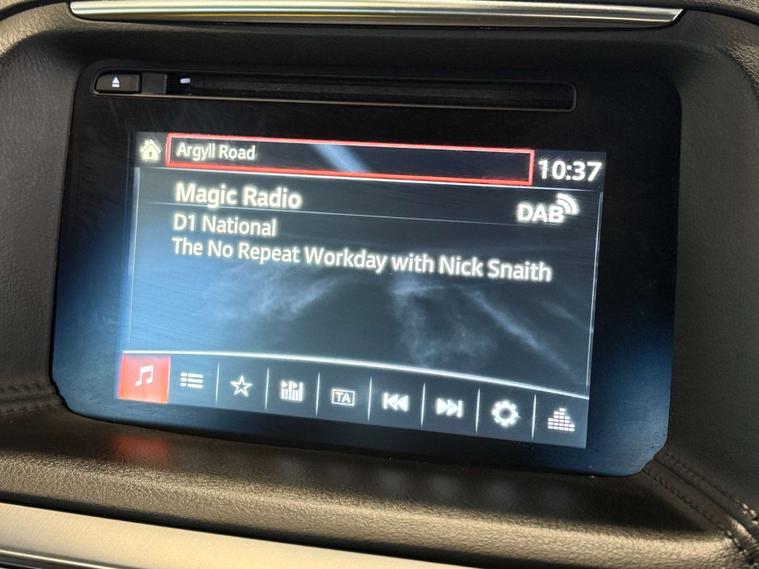 Argyll Road
10:37
Magic Radio
DAB
D1 National
The No Repeat Workday with Nick Snaith
TA